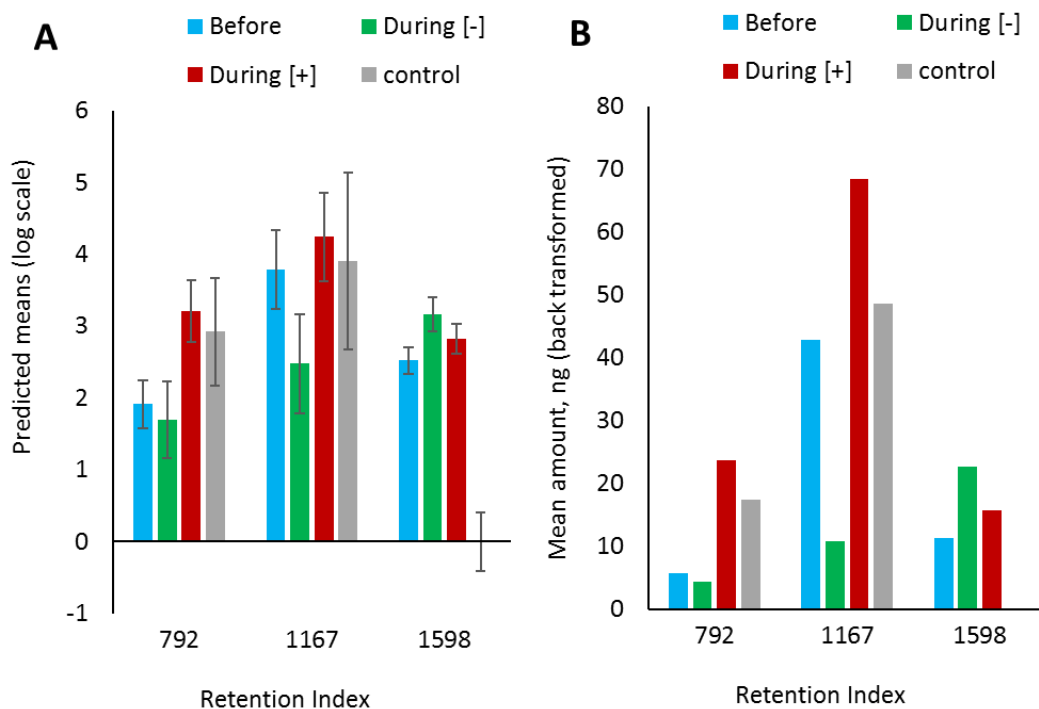 A
Before
During [-]
During [+]
control
Predicted means (log scale)
6
5
4
3
2
1
0
-1
792
1167
1598
Retention Index
B
Before
During [-]
During [+]
control
Mean amount, ng (back transformed)
80
70
60
50
40
30
20
10
0
792
1167
1598
Retention Index